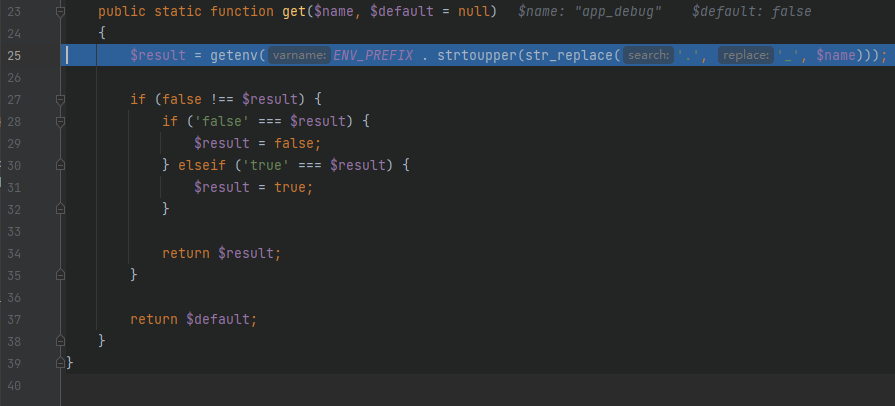 23 public static function get($name, $default = null) $name: "app_debug" $default: false
24 {
25 $result = getenv( varname: ENV_PREFIX . strtoupper(str_replace( search: '.', replace: '_', $name)));
26
27 if (false !== $result) {
28 if ('false' === $result) {
29 $result = false;
30 } elseif ('true' === $result) {
31 $result = true;
32 }
33
34 return $result;
35 }
36
37 return $default;
38 }
39 }
40